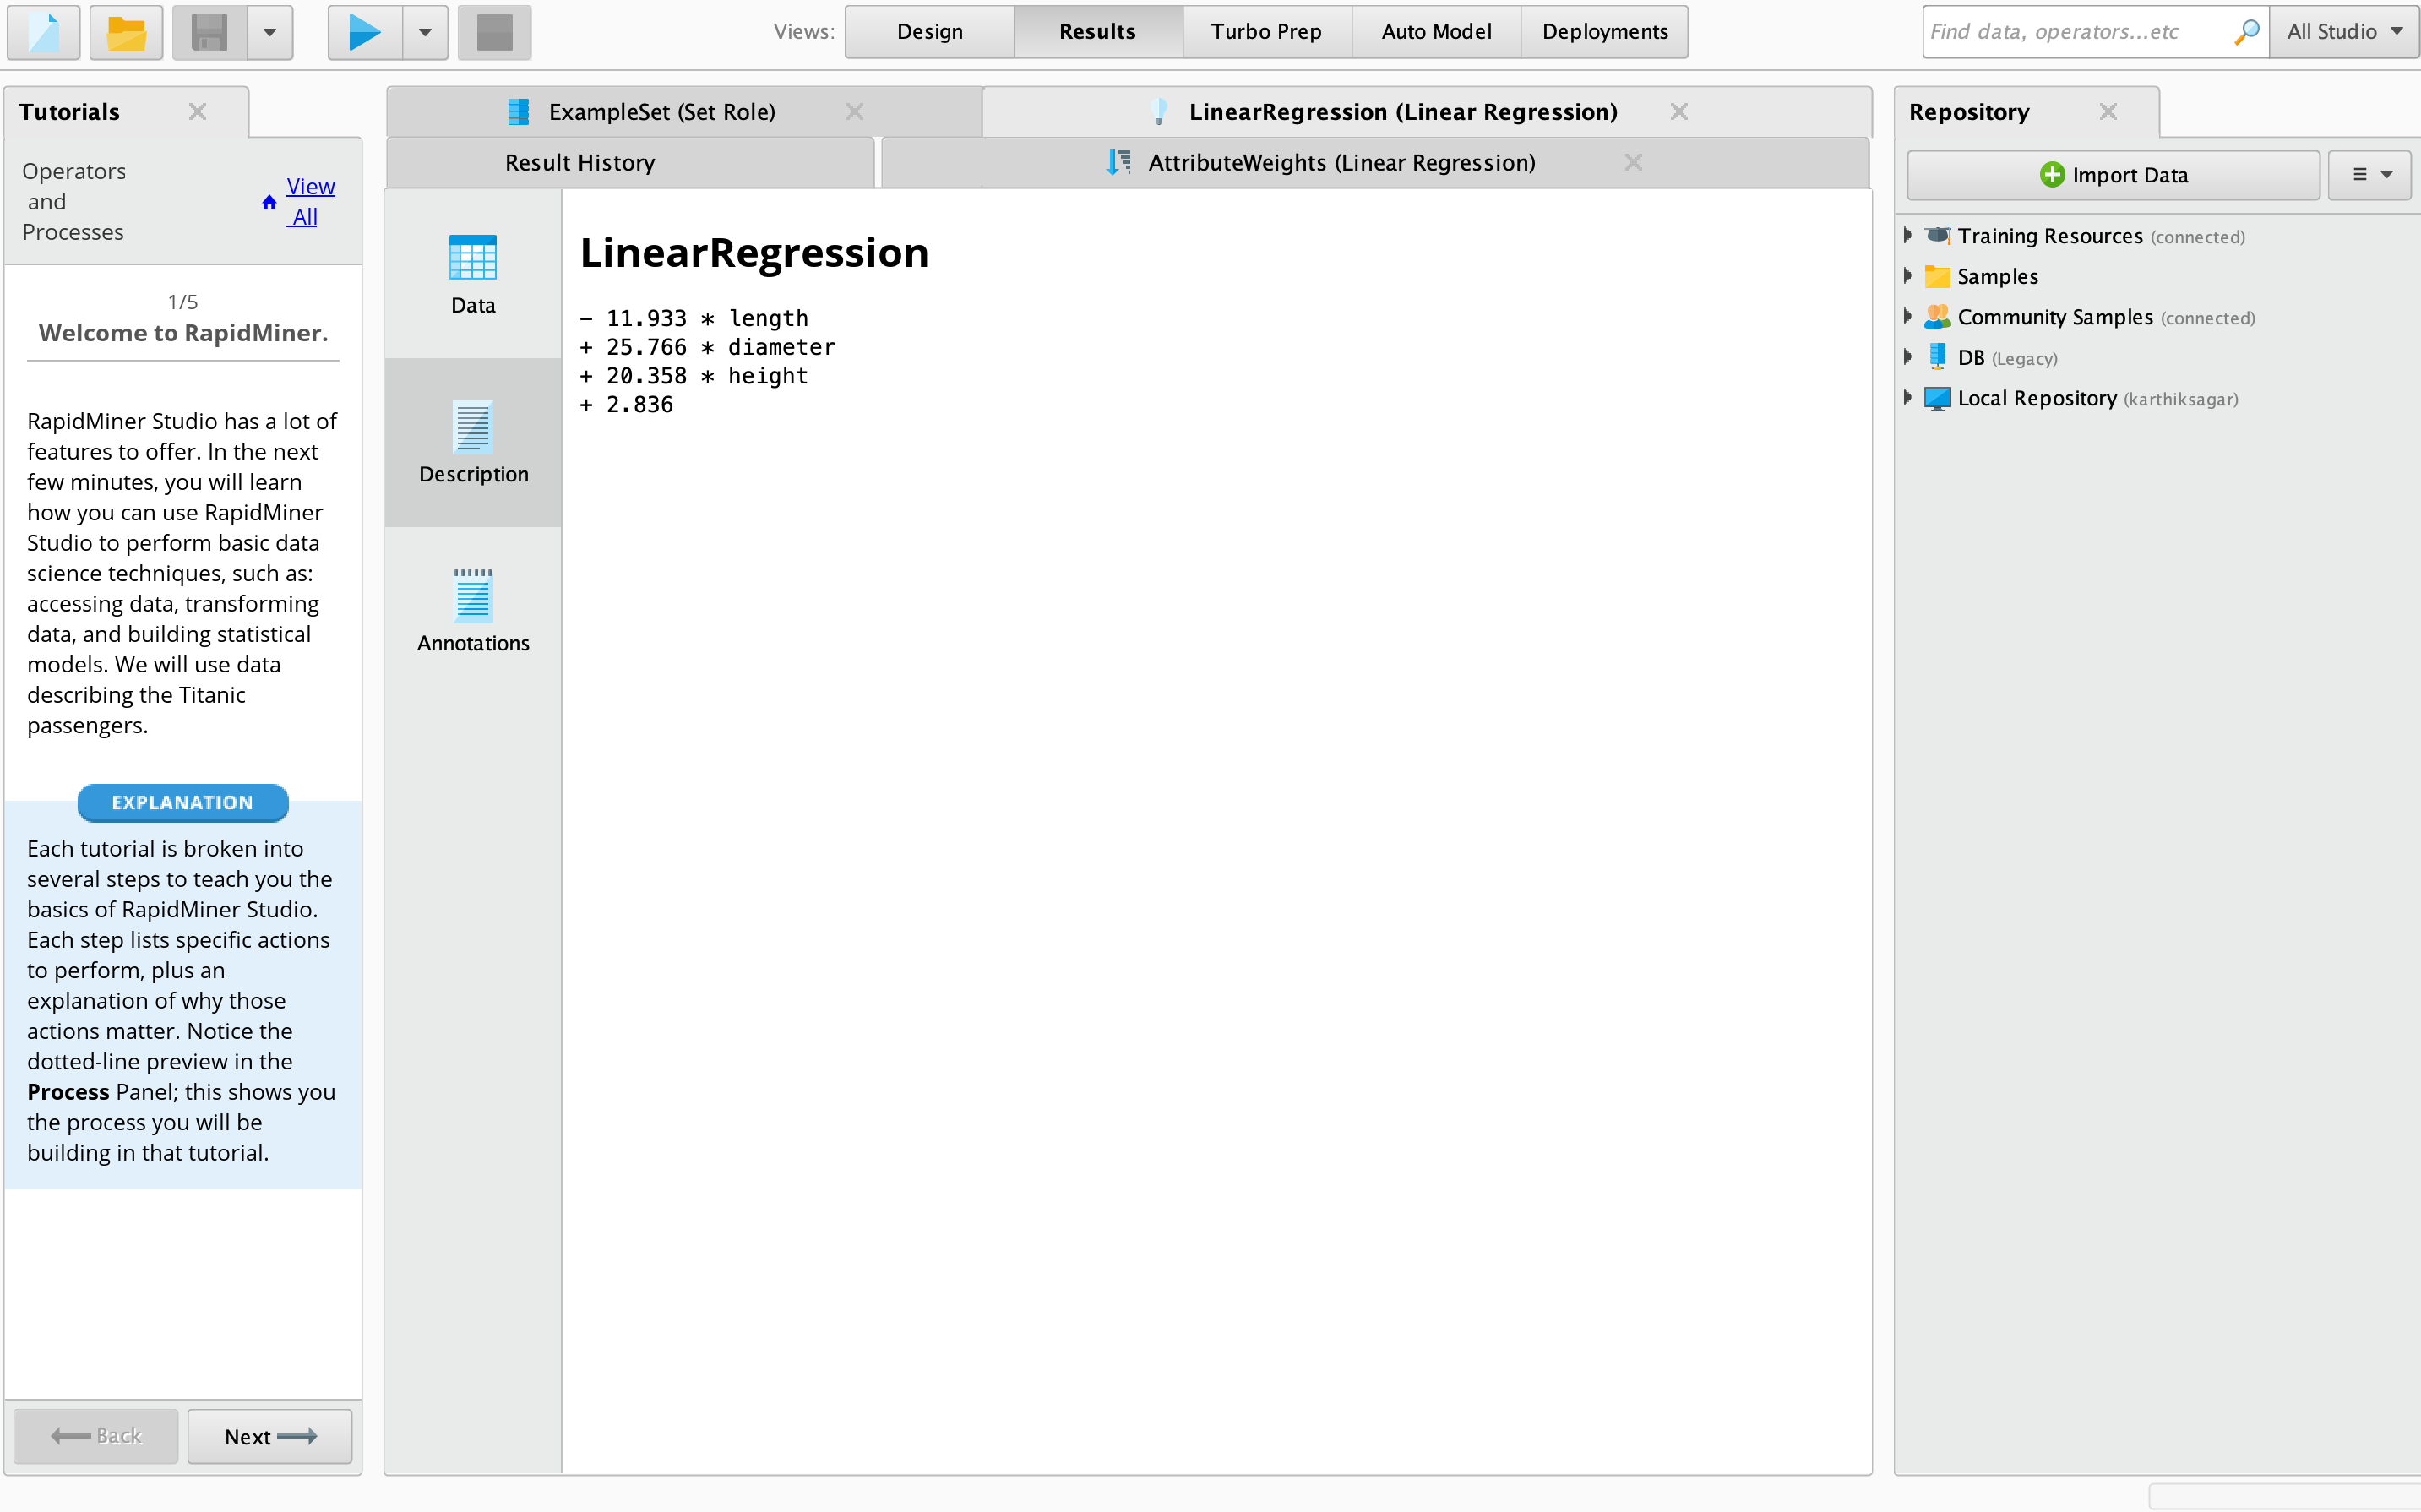 Views:
Design
Results
Turbo Prep
Auto Model
Deployments
Find data, operators...etc
All Studio
Tutorials
Operators
and
Processes
View
All
1/5
Welcome to RapidMiner.
RapidMiner Studio has a lot of
features to offer. In the next
few minutes, you will learn
how you can use RapidMiner
Studio to perform basic data
science techniques, such as:
accessing data, transforming
data, and building statistical
models. We will use data
describing the Titanic
passengers.
EXPLANATION
Each tutorial is broken into
several steps to teach you the
basics of RapidMiner Studio.
Each step lists specific actions
to perform, plus an
explanation of why those
actions matter. Notice the
dotted-line preview in the
Process Panel; this shows you
the process you will be
building in that tutorial.
Back
Next
ExampleSet (Set Role)
LinearRegression (Linear Regression)
Result History
AttributeWeights (Linear Regression)
Data
Description
Annotations
LinearRegression
- 11.933 * length
+ 25.766 * diameter
+ 20.358 * height
+ 2.836
Repository
Import Data
Training Resources (connected)
Samples
Community Samples (connected)
DB (Legacy)
Local Repository (karthiksagar)